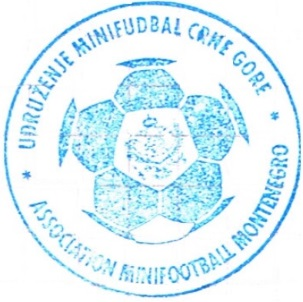 * UDRUŽENJE MINIFUDBAL CRNE GORE *
ASSOCIATION MINIFOOTBALL MONTENEGRO